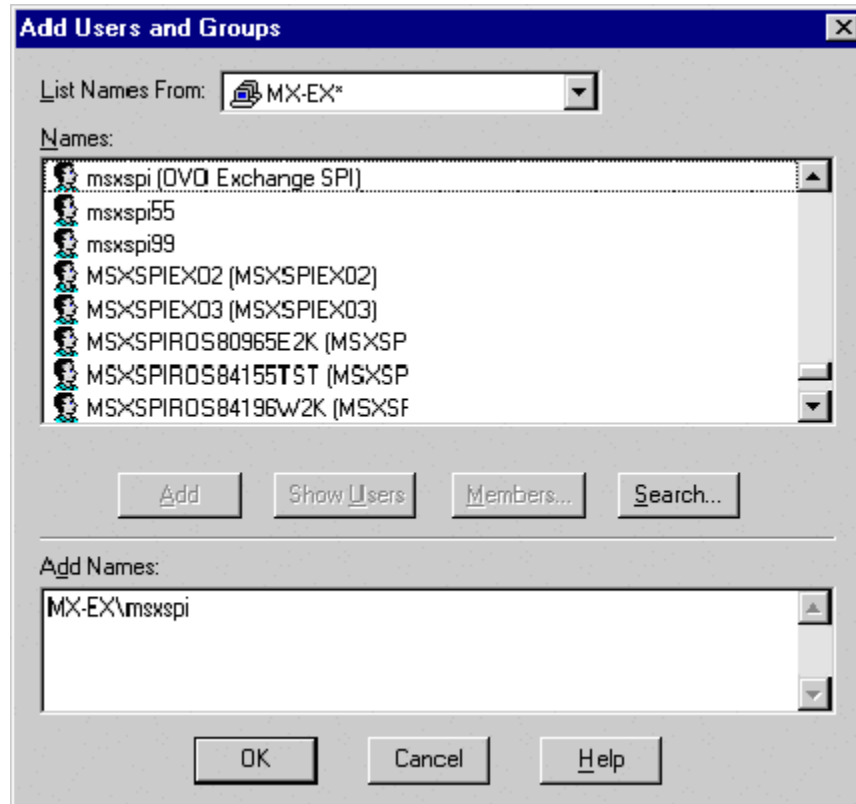 Add Users and Groups
List Names From: MX-EX*
Names:
msxspi (OVO Exchange SPI)
msxspi55
msxspi99
MSXSPIEX02 (MSXSPIEX02)
MSXSPIEX03 (MSXSPIEX03)
MSXSPIROS80965E2K (MSXSP
MSXSPIROS84155TST (MSXSP
MSXSPIROS84196W2K (MSXSF
Add Show Users Members... Search...
Add Names:
MX-EX\msxspi
OK Cancel Help